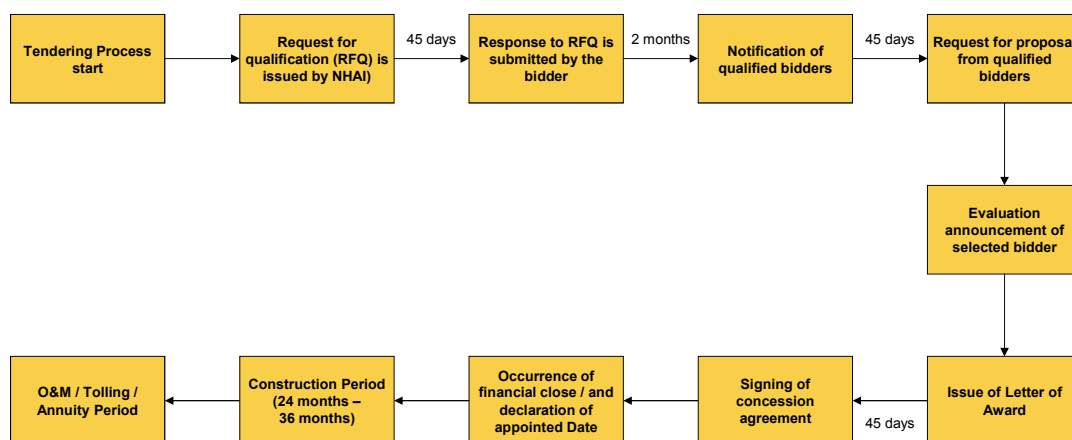 Tendering Process
start
Request for
qualification (RFQ) is
issued by NHAI)
45 days
Response to RFQ is
submitted by the
bidder
2 months
Notification of
qualified bidders
45 days
Request for proposa
from qualified
bidders
Evaluation
announcement of
selected bidder
Issue of Letter of
Award
45 days
Signing of
concession
agreement
Occurrence of
financial close / and
declaration of
appointed Date
Construction Period
(24 months –
36 months)
O&M / Tolling /
Annuity Period